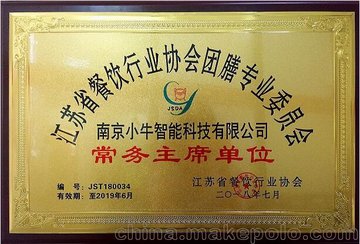 江苏省餐饮行业协会团膳专业委员会
JSDA
南京小牛智能科技有限公司
常务主席单位
编 号：JST180034
有效期：至2019年6月
江苏省餐饮行业协会
二〇一八年七月
china.makepolo.com